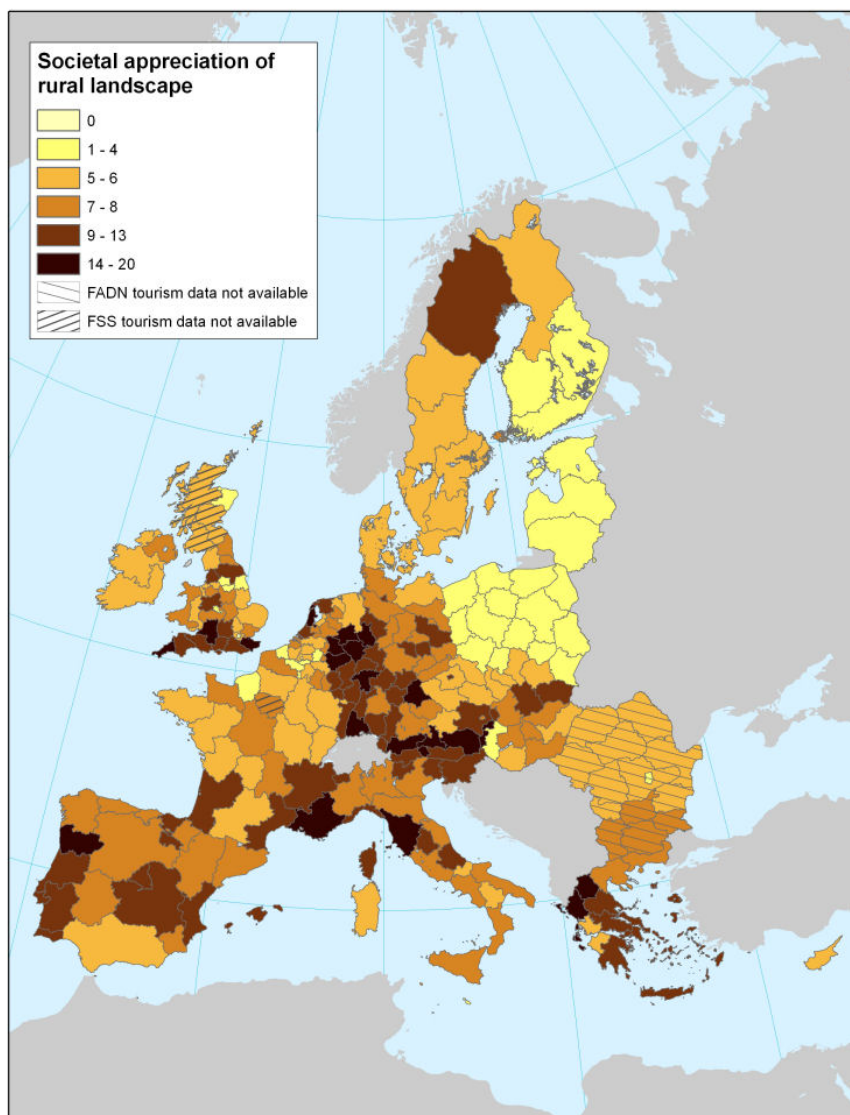 Societal appreciation of
rural landscape
0
1 - 4
5 - 6
7 - 8
9 - 13
14 - 20
FADN tourism data not available
FSS tourism data not available